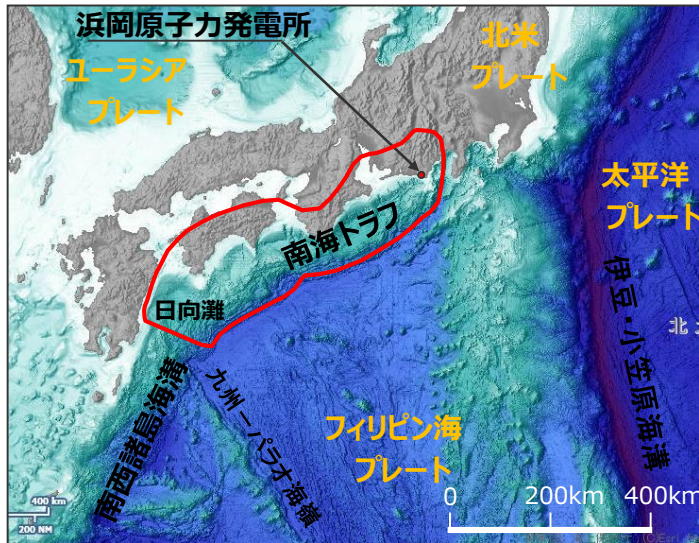 浜岡原子力発電所
北米
プレート
ユーラシア
プレート
太平洋
プレート
南海トラフ
日向灘
伊豆・小笠原海溝
南西諸島海溝
九州ーパラオ海嶺
フィリピン海
プレート
0 200km 400km
400 km
200 NM